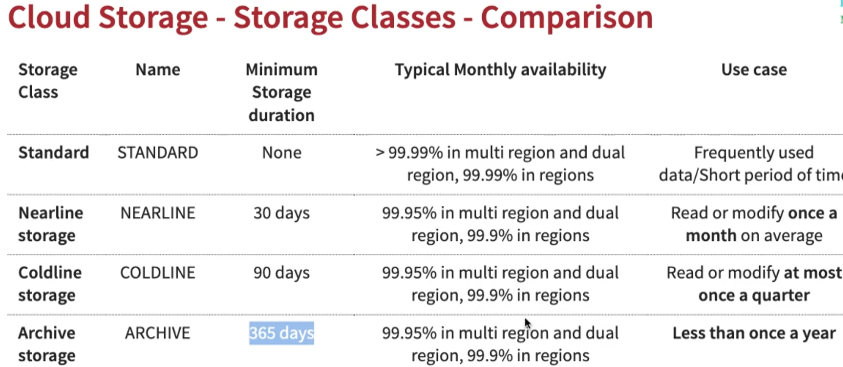 Cloud Storage - Storage Classes - Comparison
Storage Class Name Minimum Storage duration Typical Monthly availability Use case
Standard STANDARD None > 99.99% in multi region and dual region, 99.99% in regions Frequently used data/Short period of time
Nearline storage NEARLINE 30 days 99.95% in multi region and dual region, 99.9% in regions Read or modify once a month on average
Coldline storage COLDLINE 90 days 99.95% in multi region and dual region, 99.9% in regions Read or modify at most once a quarter
Archive storage ARCHIVE 365 days 99.95% in multi region and dual region, 99.9% in regions Less than once a year